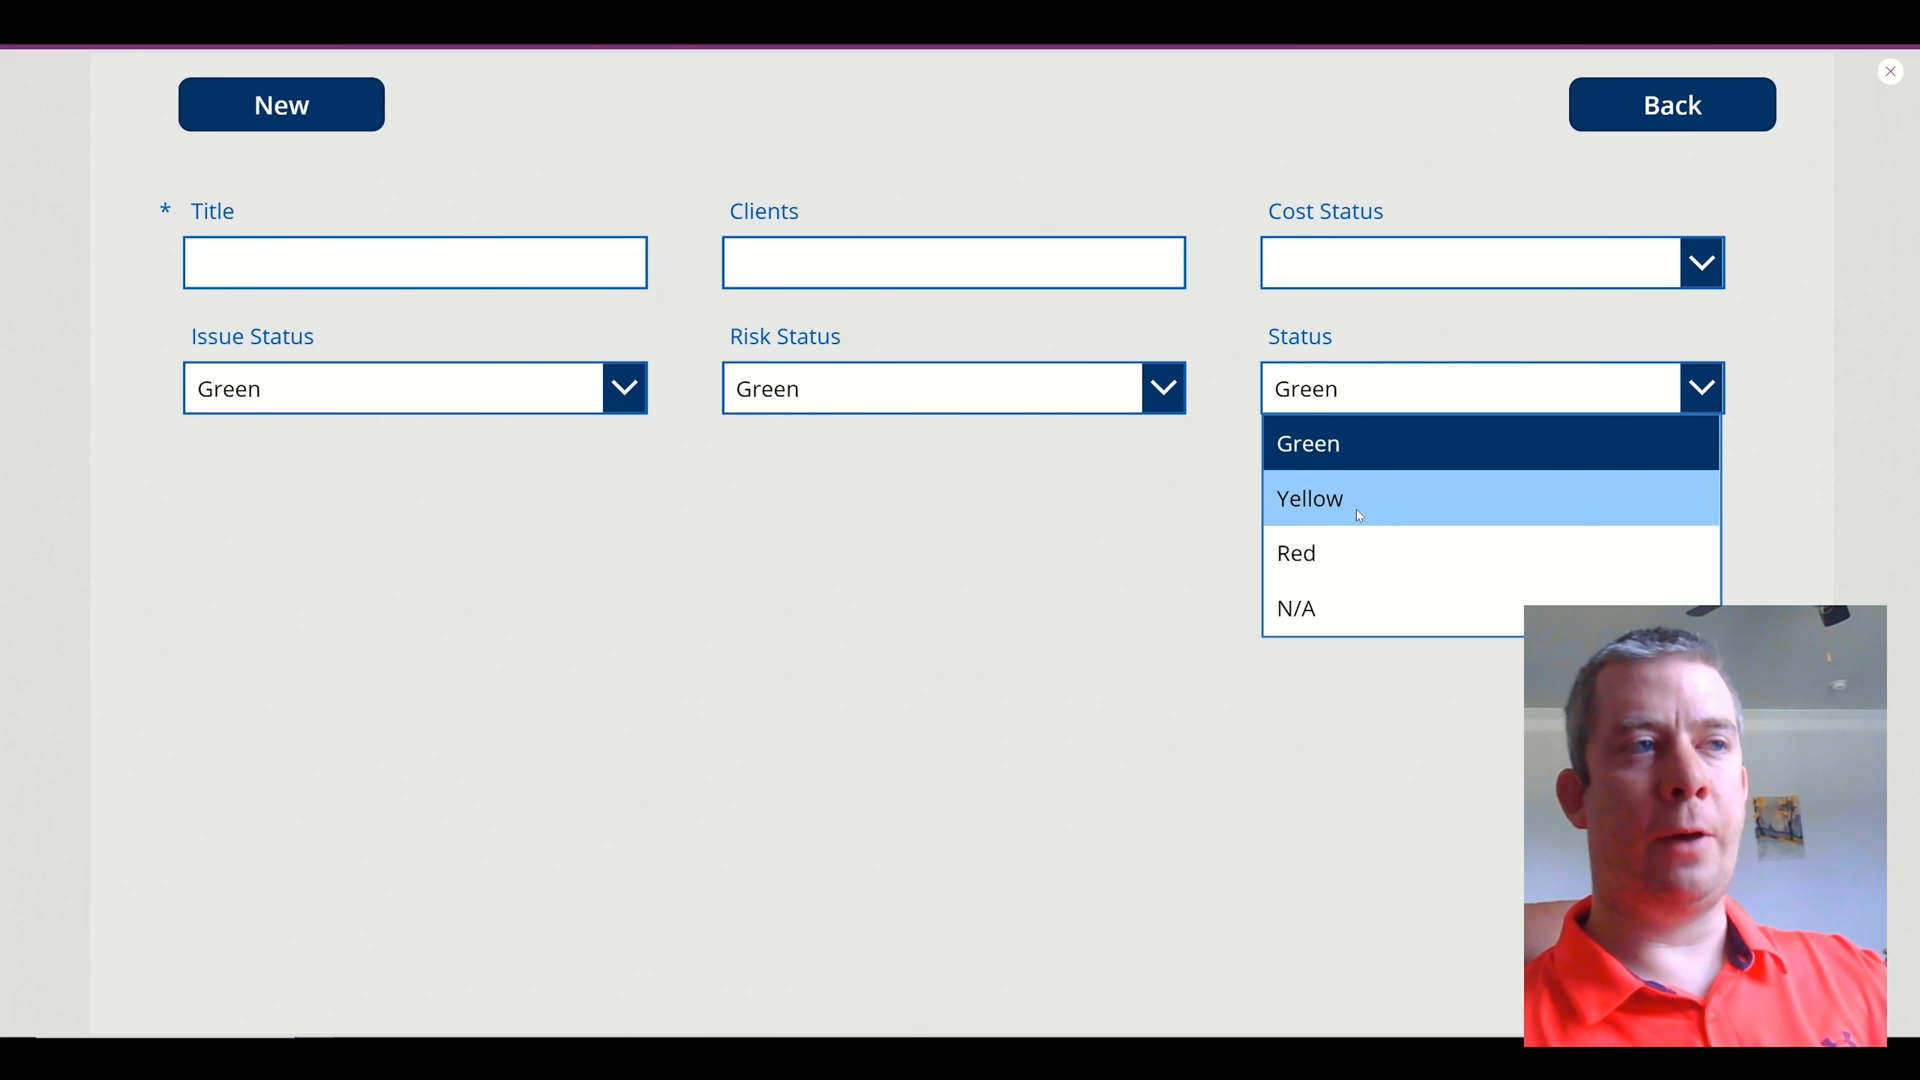 New
Back
* Title
Clients
Cost Status
Issue Status
Risk Status
Status
Green
Green
Green
Green
Yellow
Red
N/A